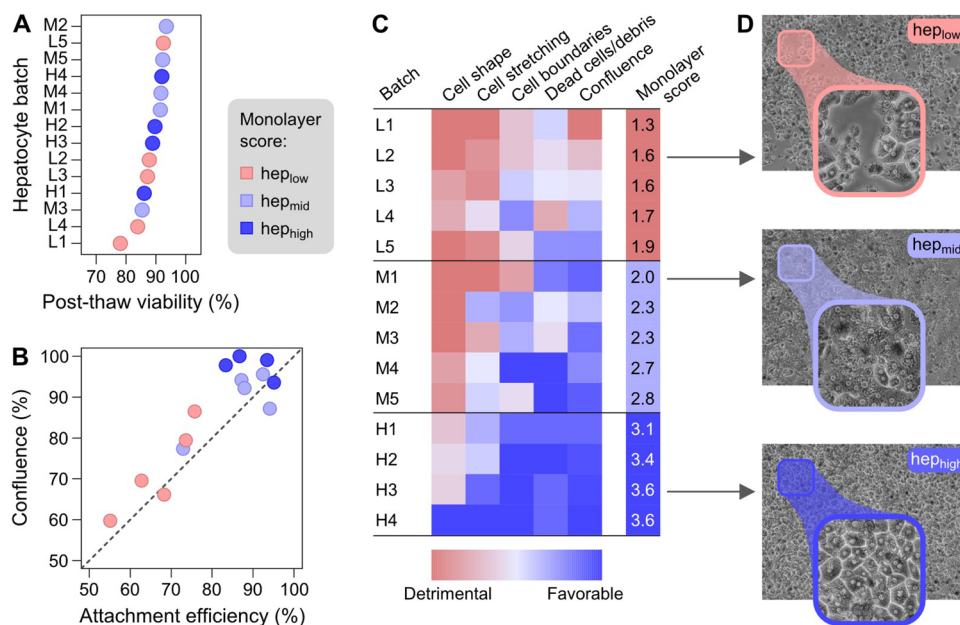 A
Hepatocyte batch
M2
L5
M5
H4
M4
M1
H2
H3
L2
L3
H1
M3
L4
L1
70 80 90 100
Post-thaw viability (%)
Monolayer
score:
hep_low
hep_mid
hep_high
B
Confluence (%)
100
90
80
70
60
50
50 60 70 80 90 100
Attachment efficiency (%)
C
Batch
Cell shape
Cell stretching
Cell boundaries
Dead cells/debris
Confluence
Monolayer
score
L1 1.3
L2 1.6
L3 1.6
L4 1.7
L5 1.9
M1 2.0
M2 2.3
M3 2.3
M4 2.7
M5 2.8
H1 3.1
H2 3.4
H3 3.6
H4 3.6
Detrimental Favorable
D
hep_low
hep_mid
hep_high